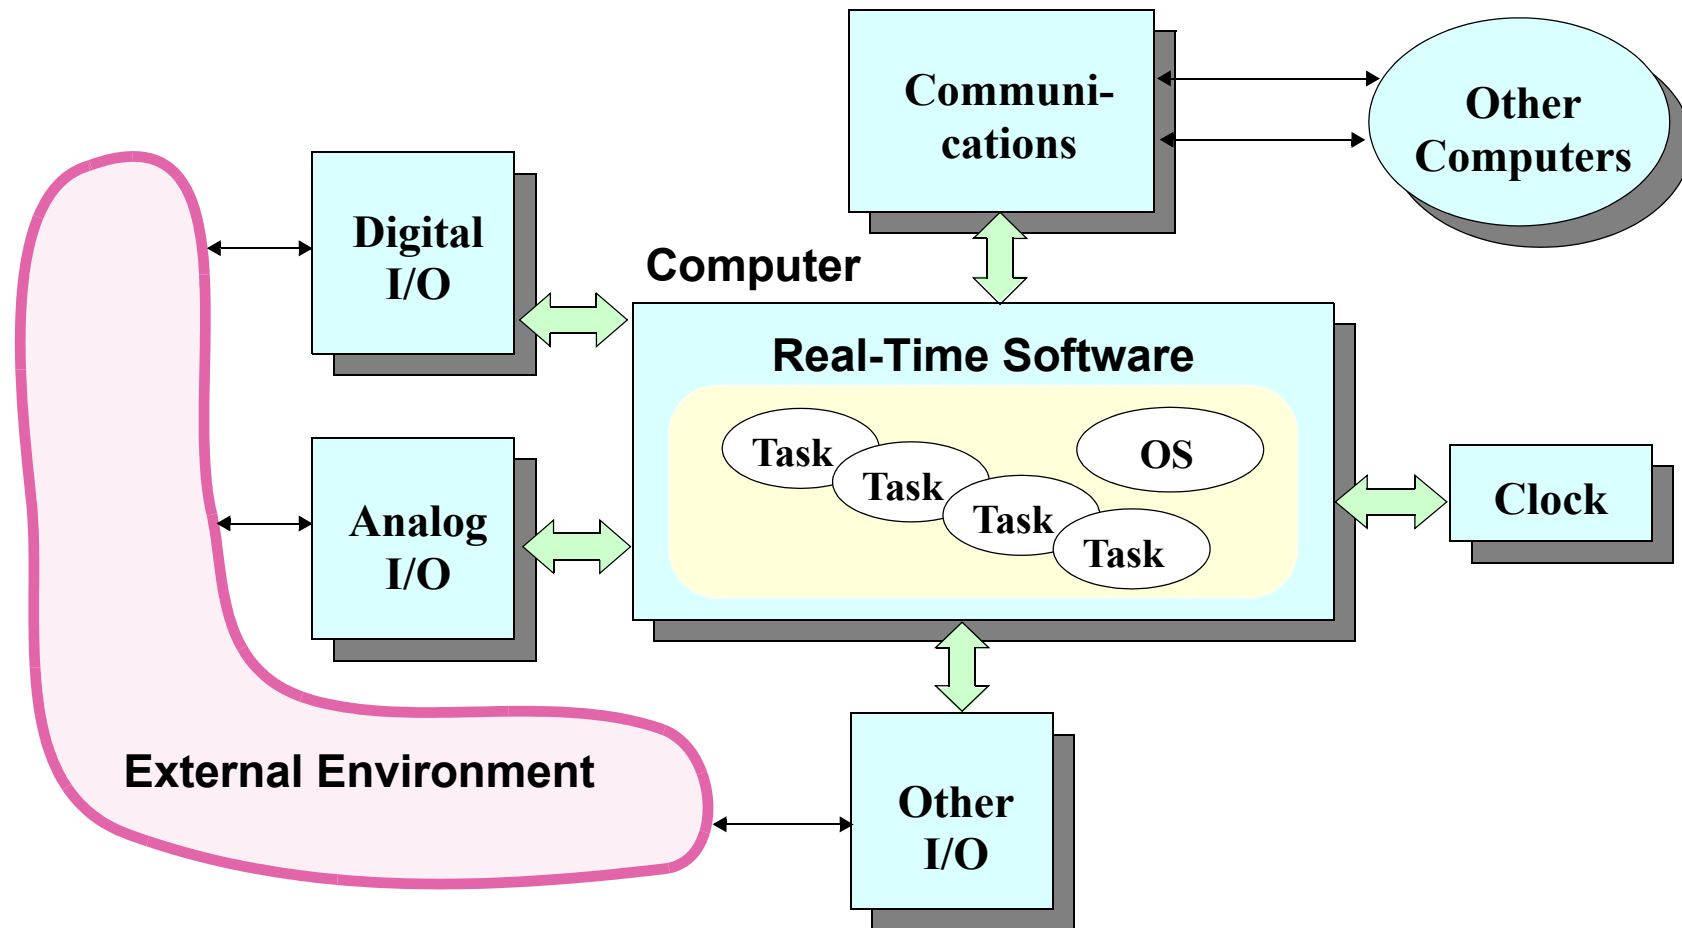 Communi-
cations
Other
Computers
Digital
I/O
Computer
Real-Time Software
Task
Task
Task
Task
OS
Analog
I/O
Clock
External Environment
Other
I/O